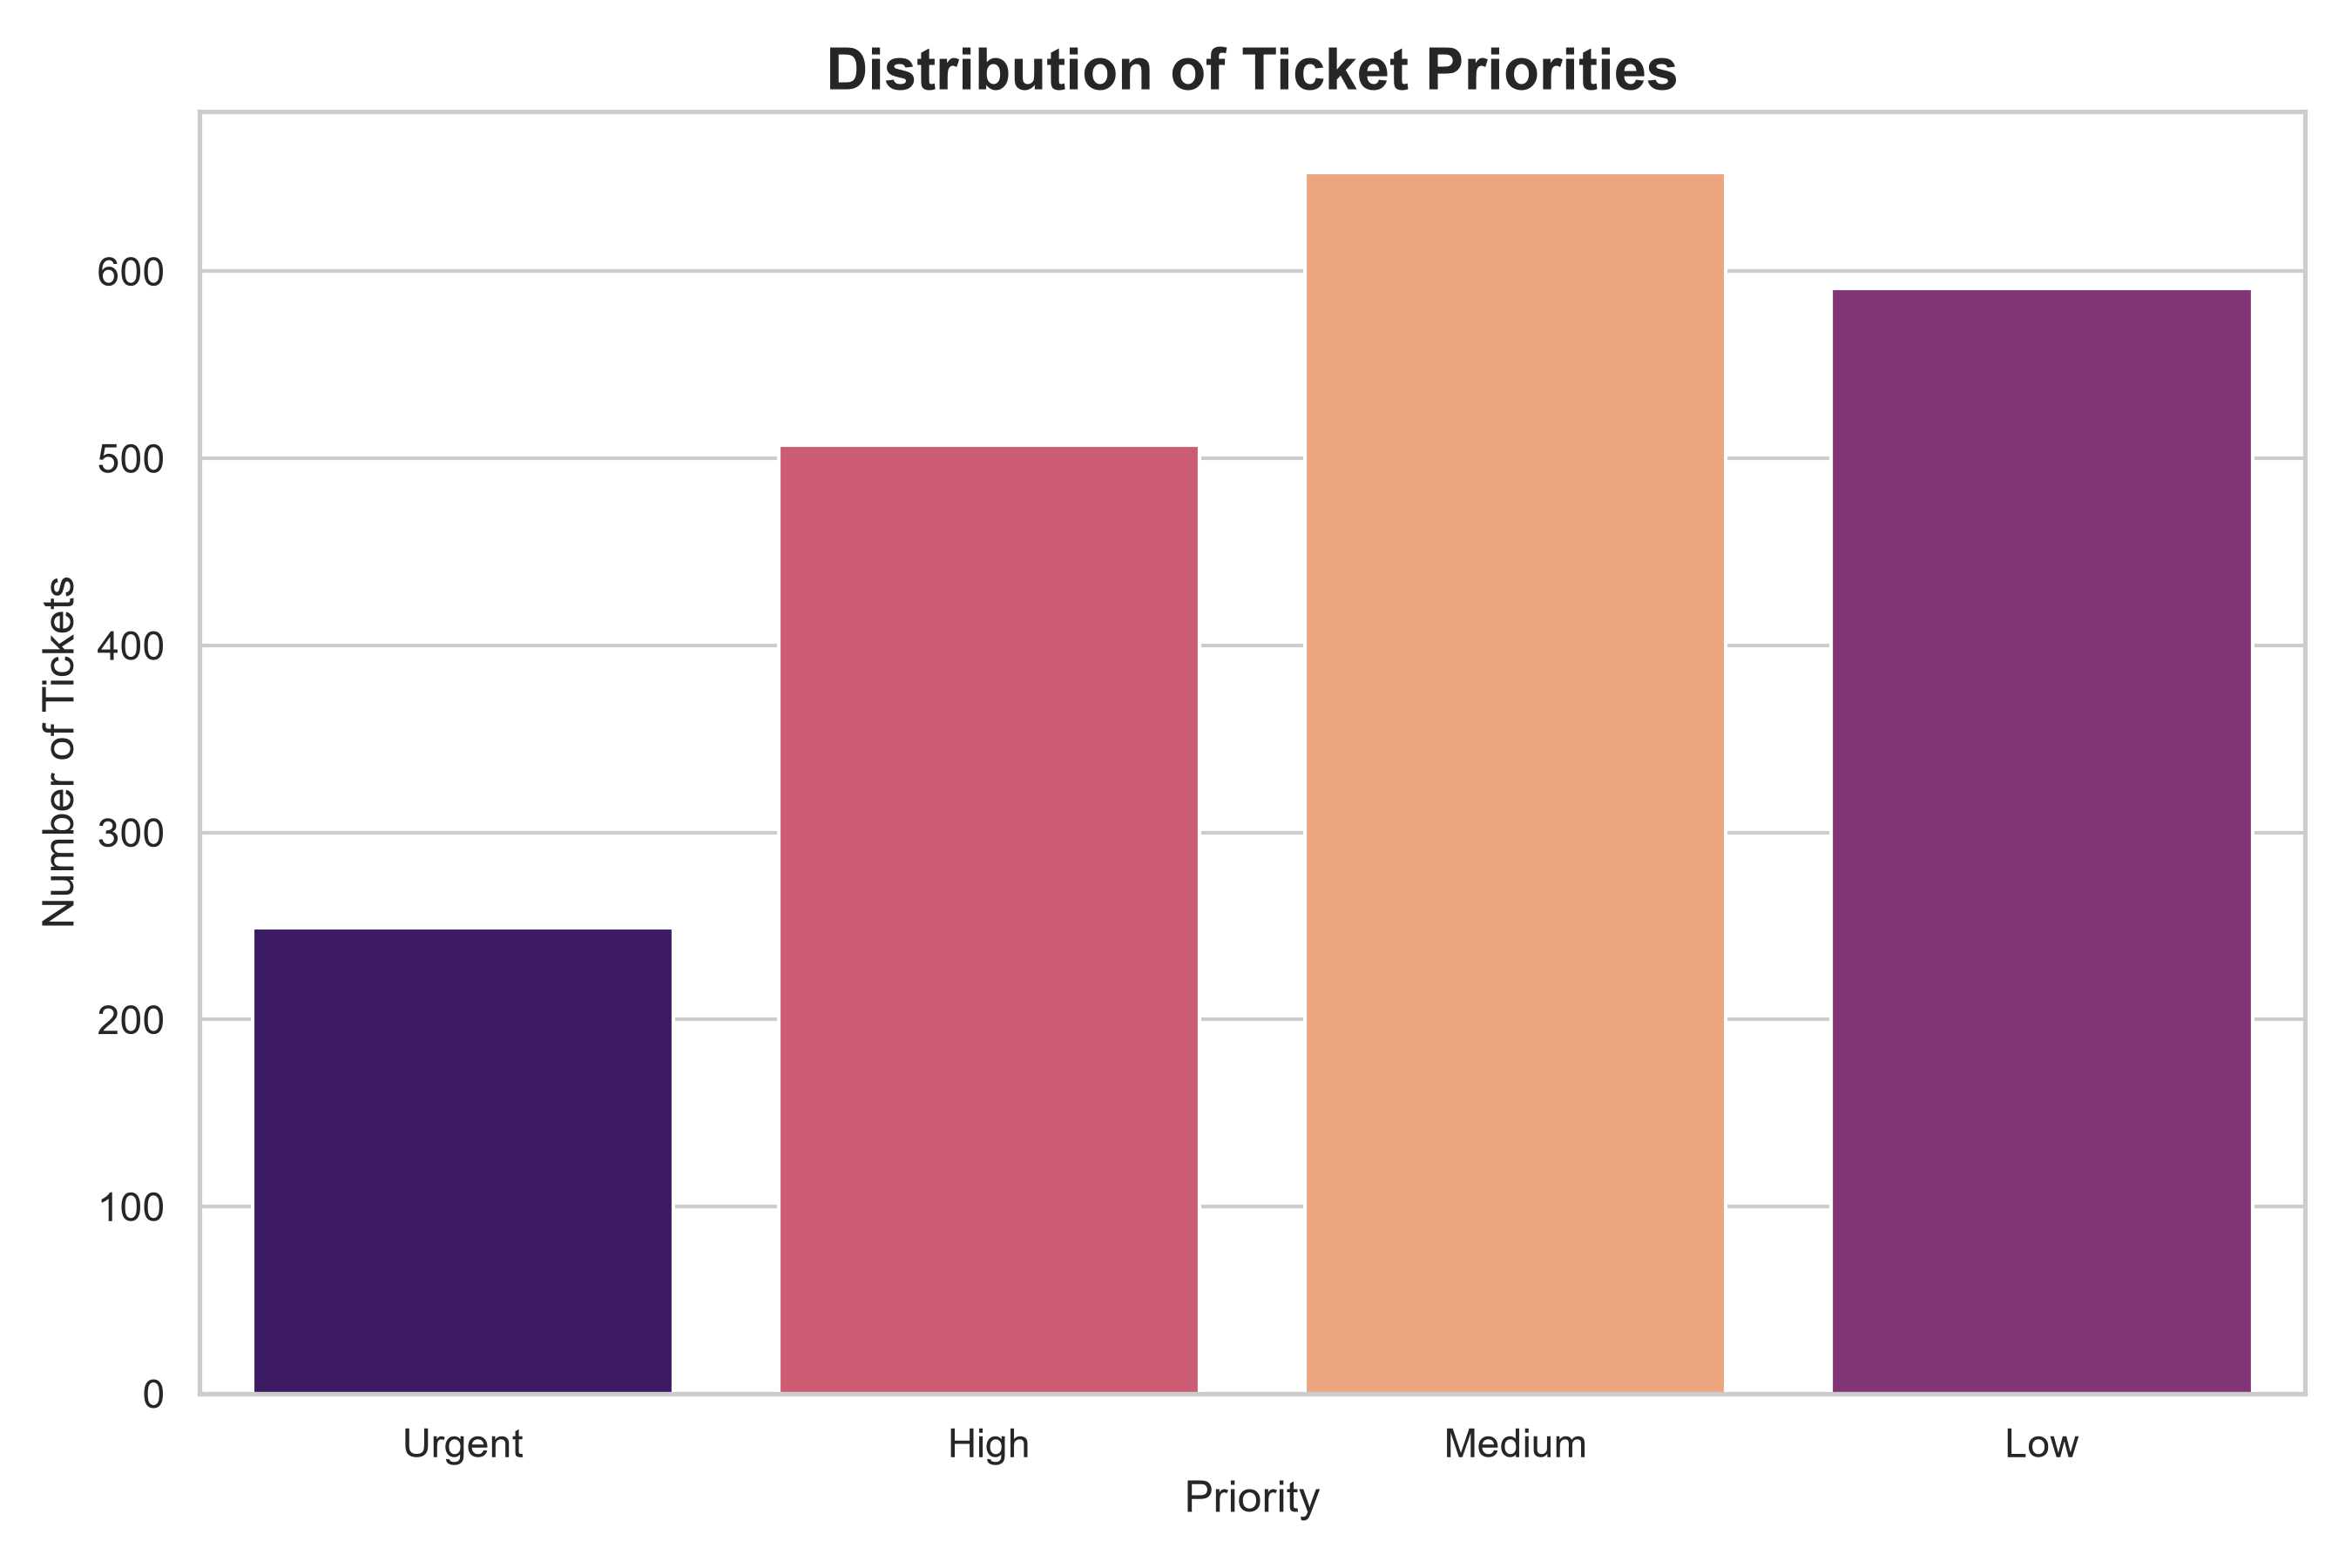 Distribution of Ticket Priorities
600
500
400
300
200
100
0
Number of Tickets
Urgent High Medium Low
Priority